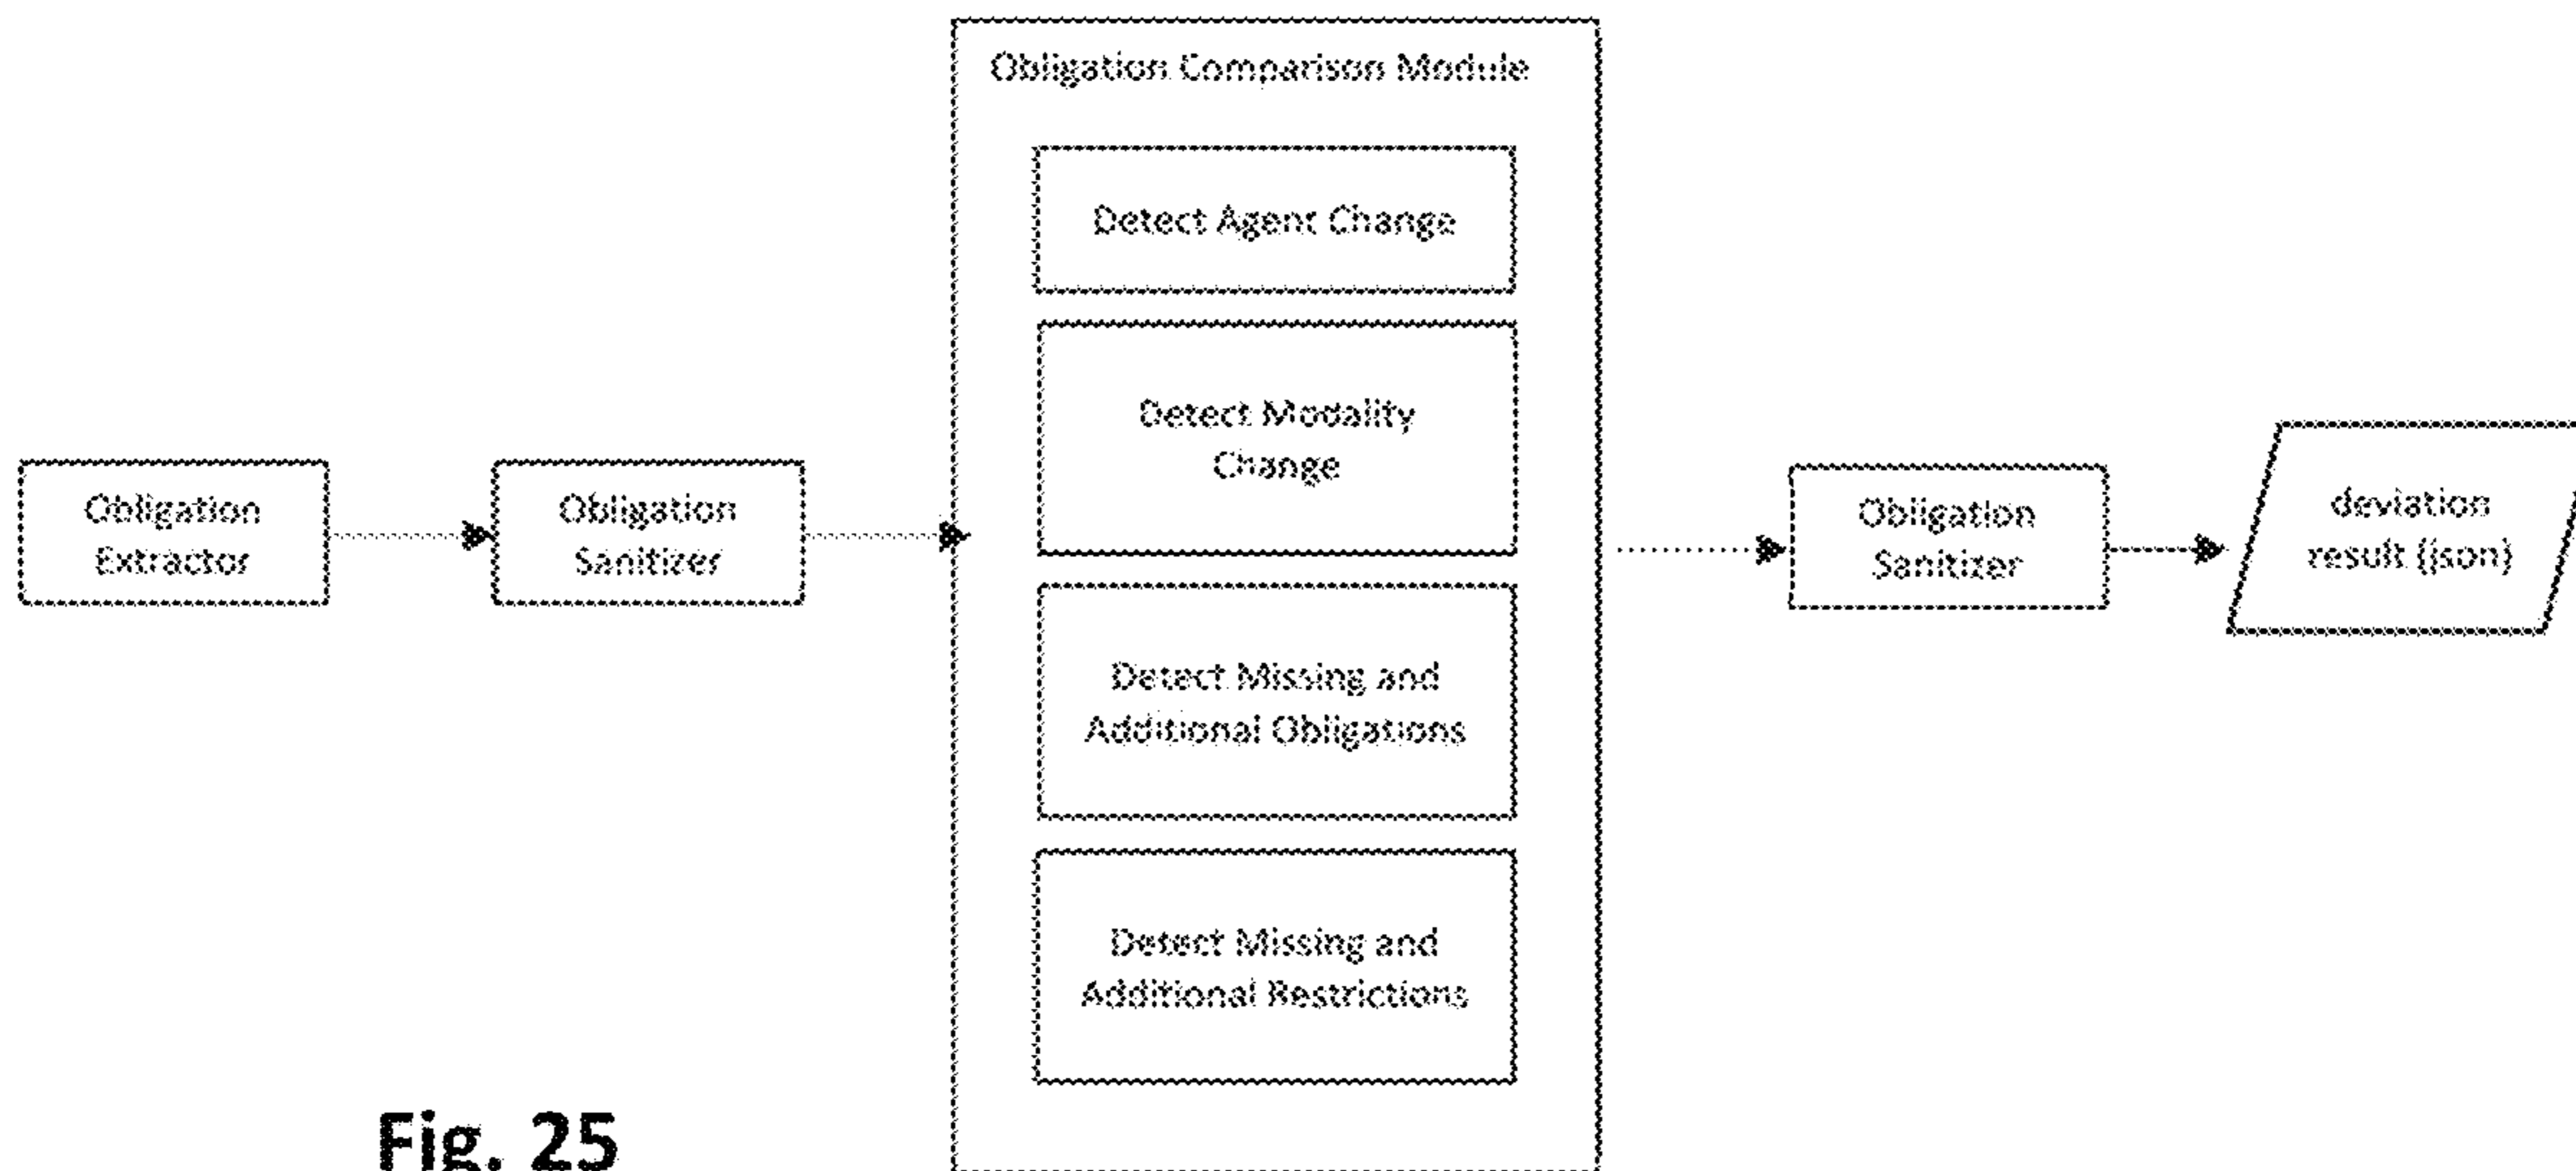 Obligation Comparison Module
Detect Agent Change
Detect Modality
Change
Obligation
Extractor
Obligation
Sanitizer
Detect Missing and
Additional Obligations
Detect Missing and
Additional Restrictions
Obligation
Sanitizer
deviation
result (json)
Fig. 25